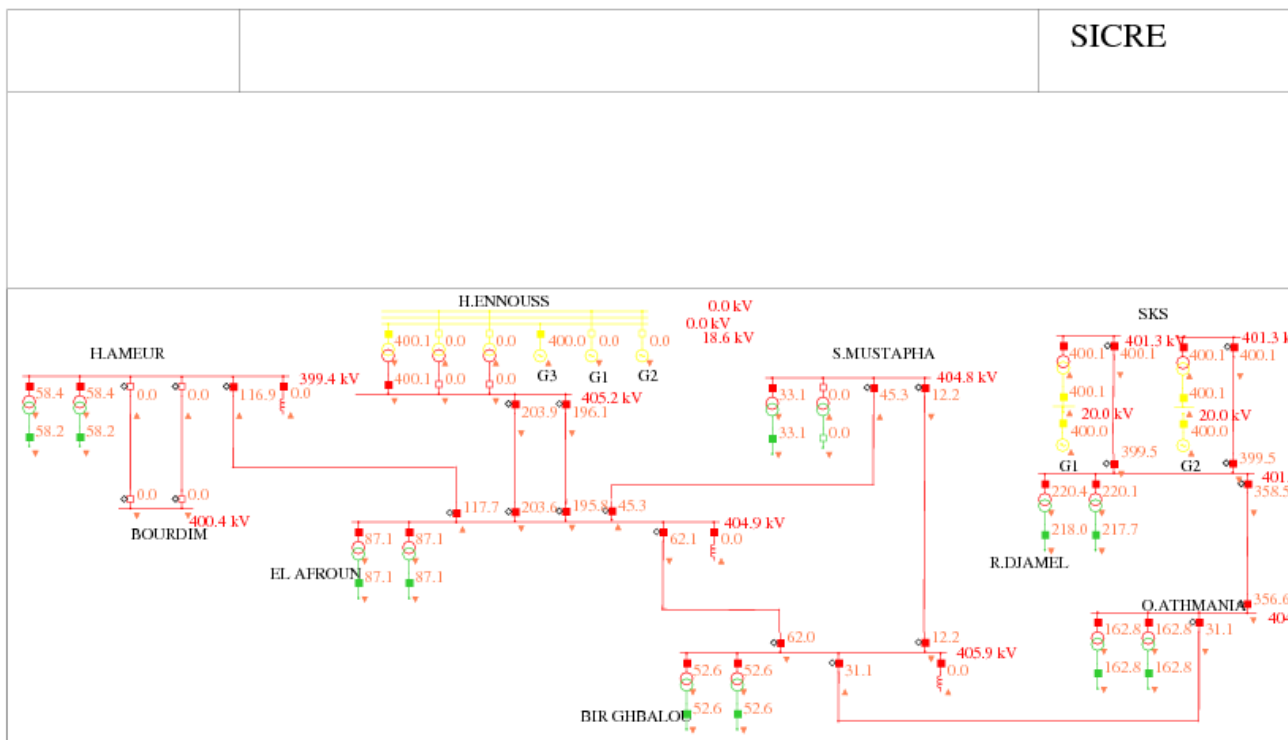 SICRE
H.ENNOUSS
0.0 kV
0.0 kV
18.6 kV
SKS
401.3 kV
401.3 k
H.AMEUR
S.MUSTAPHA
400.1 0.0 0.0 400.0 0.0 0.0
G3 G1 G2
400.1 400.1 400.1 400.1
399.4 kV
404.8 kV
58.4 58.4 0.0 0.0 116.9 0.0
400.1 0.0 0.0
405.2 kV
33.1 0.0 45.3 12.2
400.1 400.1
203.9 196.1
20.0 kV 20.0 kV
58.2 58.2
33.1 0.0
400.0 400.0
G1 399.5 G2 399.5
401.
0.0 0.0
400.4 kV
BOURDIM
117.7 203.6 195.8 45.3
404.9 kV
220.4 220.1 358.5
87.1 87.1 62.1 0.0
218.0 217.7
EL AFROUN
87.1 87.1
R.DJAMEL
O.ATHMANIA
356.6
404
162.8 162.8 31.1
62.0 12.2
405.9 kV
52.6 52.6 31.1 0.0
162.8 162.8
BIR GHBALOU
52.6 52.6